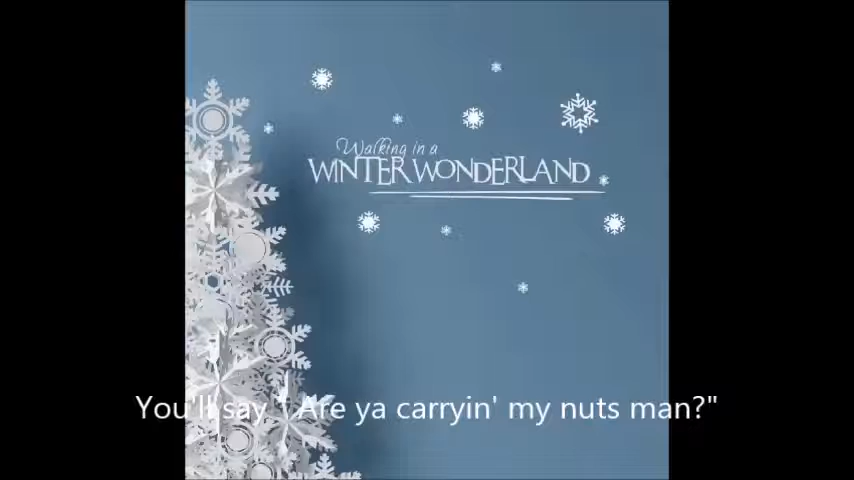 Walking in a
WINTER WONDERLAND
You'll say " Are ya carryin' my nuts man?"